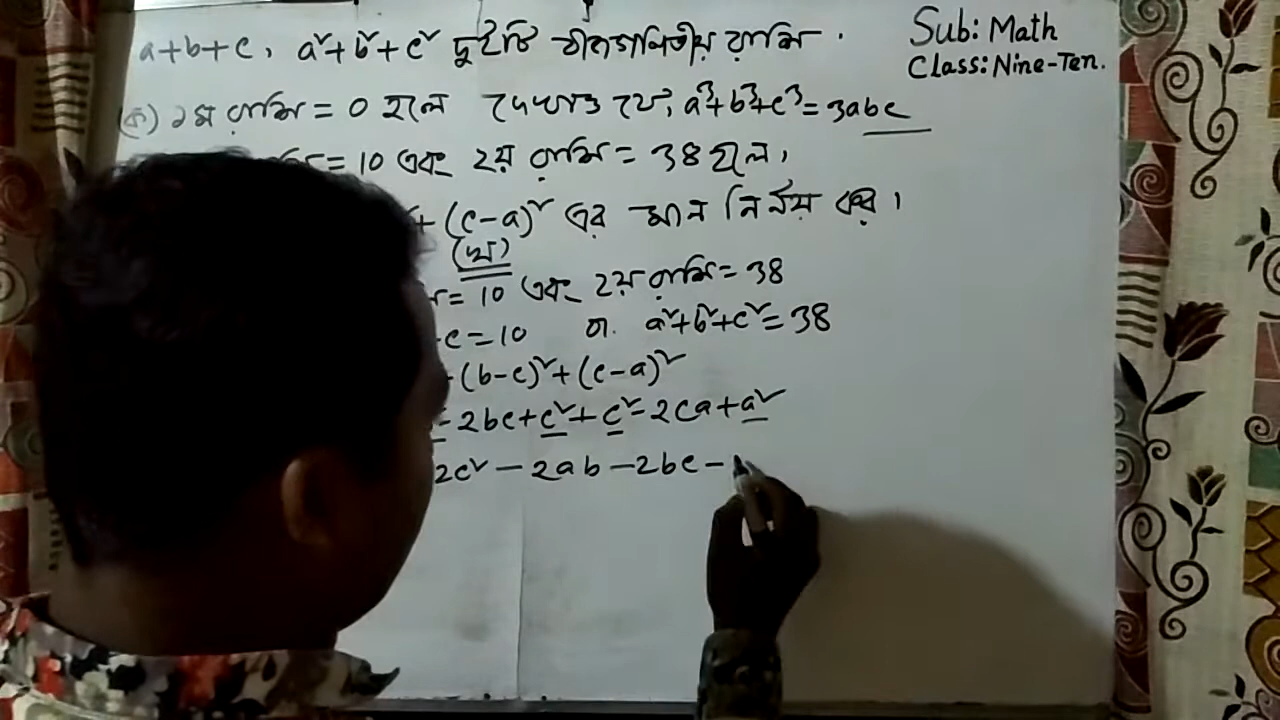 a+b+c, a²+b²+c² দুইটি বীজগানিতীয় রাশি.
Sub: Math
Class: Nine-Ten.
(ক) ১ম রাশি = 0 হলে দেখাও যে, a³+b³+c³=3abc
= 10 এবং ২য় রাশি = 38 হলে,
+ (c-a)² এর মান নির্নয় কর।
(খ)
= 10 এবং ২য় রাশি = 38
c=10 বা. a²+b²+c²=38
(b-c)²+(c-a)²
-2bc+c²+c²-2ca+a²
2c²-2ab-2bc-